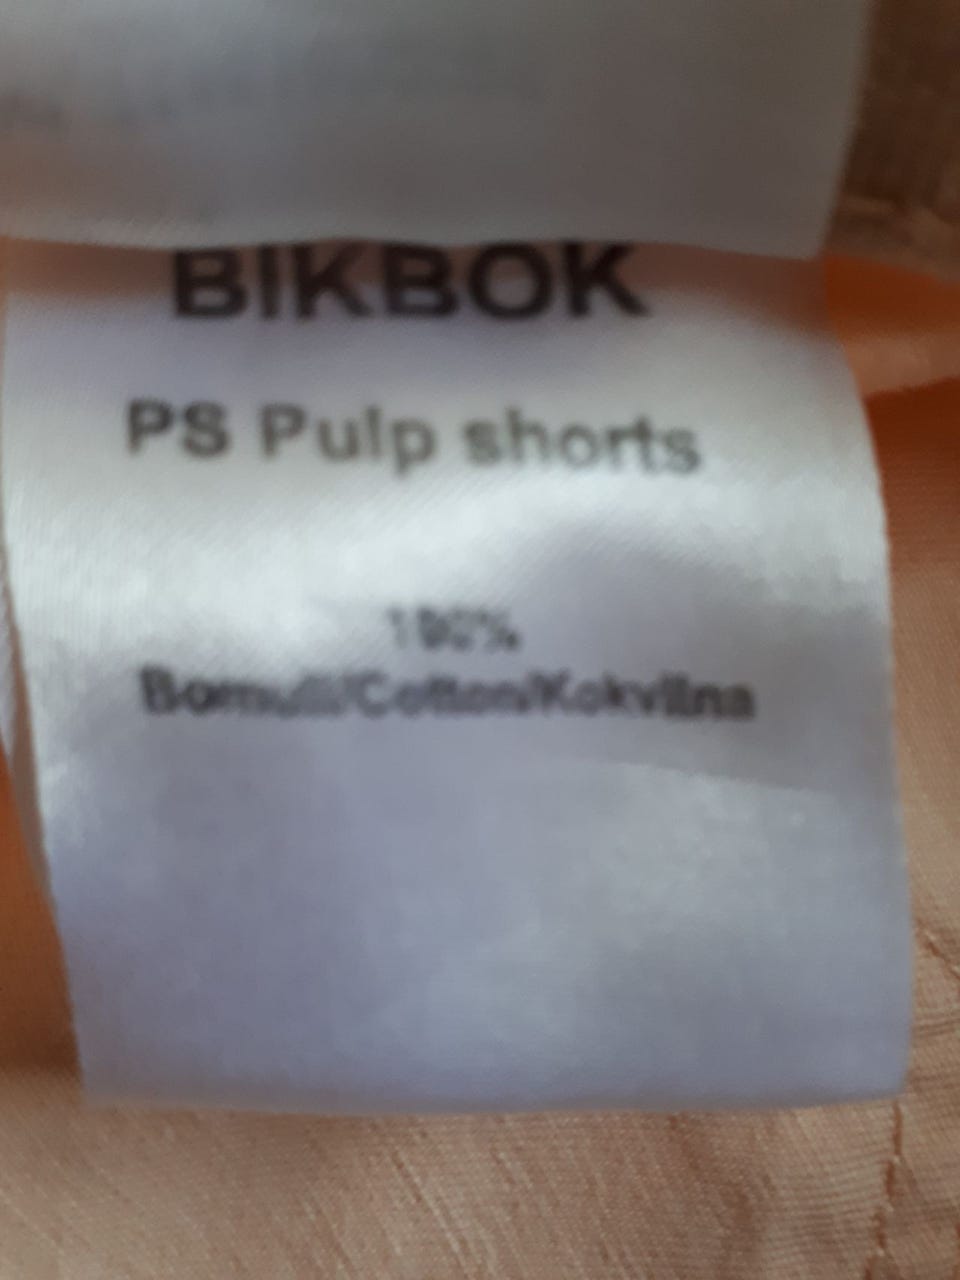 BIKBOK
PS Pulp shorts
100%
Bomull/Cotton/Kokvilna